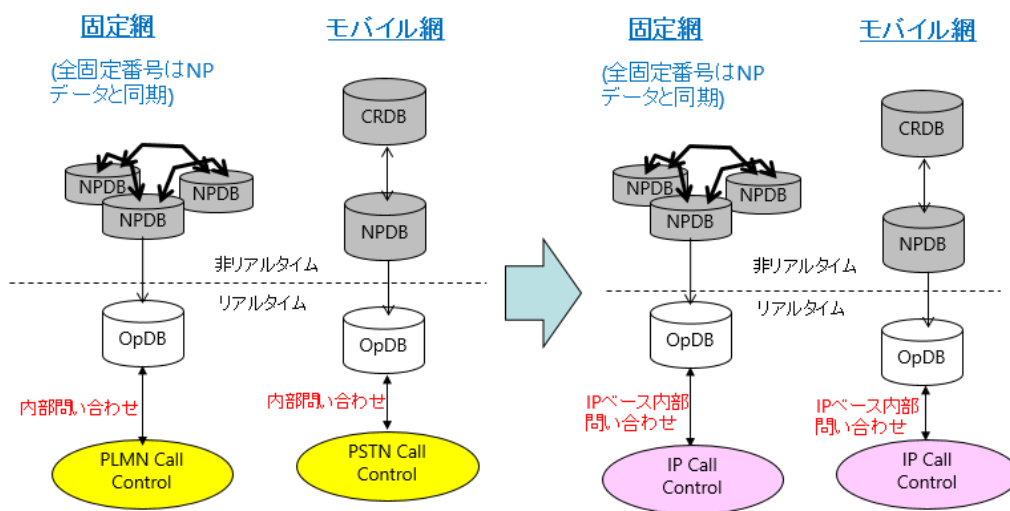 固定網
(全固定番号はNP
データと同期)
NPDB
NPDB
NPDB
OpDB
内部問い合わせ
PLMN Call
Control
モバイル網
CRDB
NPDB
非リアルタイム
リアルタイム
OpDB
内部問い合わせ
PSTN Call
Control
固定網
(全固定番号はNP
データと同期)
NPDB
NPDB
NPDB
OpDB
IPベース内部
問い合わせ
IP Call
Control
モバイル網
CRDB
NPDB
非リアルタイム
リアルタイム
OpDB
IPベース内部
問い合わせ
IP Call
Control